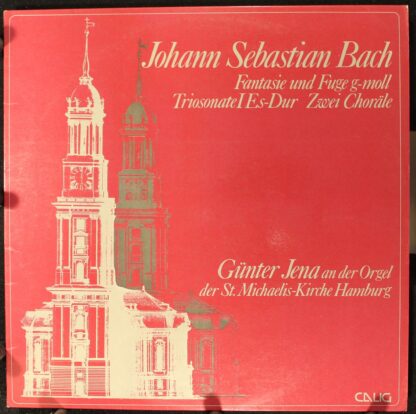 Johann Sebastian Bach
Fantasie und Fuge g-moll
Triosonate I Es-Dur Zwei Choräle
Günter Jena an der Orgel
der St. Michaelis-Kirche Hamburg
CALIG